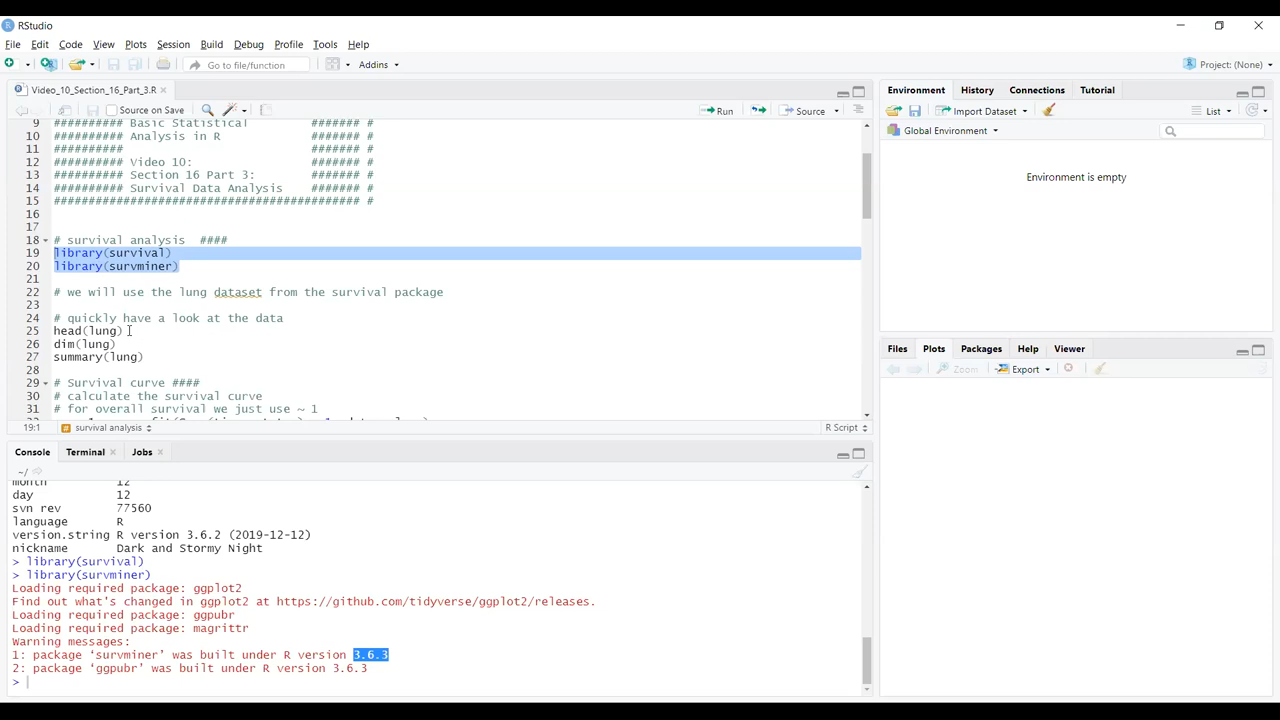 RStudio
File Edit Code View Plots Session Build Debug Profile Tools Help
Go to file/function Addins Project: (None)
Video_10_Section_16_Part_3.R
Source on Save Run Source
9 ########## Basic Statistical ####### #
10 ########## Analysis in R ####### #
11 ########## ####### #
12 ########## Video 10: ####### #
13 ########## Section 16 Part 3: ####### #
14 ########## Survival Data Analysis ####### #
15 ############################################ #
16
17
18 # survival analysis ####
19 library(survival)
20 library(survminer)
21
22 # we will use the lung dataset from the survival package
23
24 # quickly have a look at the data
25 head(lung)
26 dim(lung)
27 summary(lung)
28
29 # Survival curve ####
30 # calculate the survival curve
31 # for overall survival we just use ~ 1
19:1 survival analysis R Script
Console Terminal Jobs
~/
month 12
day 12
svn rev 77560
language R
version.string R version 3.6.2 (2019-12-12)
nickname Dark and Stormy Night
> library(survival)
> library(survminer)
Loading required package: ggplot2
Find out what's changed in ggplot2 at https://github.com/tidyverse/ggplot2/releases.
Loading required package: ggpubr
Loading required package: magrittr
Warning messages:
1: package ‘survminer’ was built under R version 3.6.3
2: package ‘ggpubr’ was built under R version 3.6.3
>
Environment History Connections Tutorial
Import Dataset List
Global Environment
Environment is empty
Files Plots Packages Help Viewer
Zoom Export